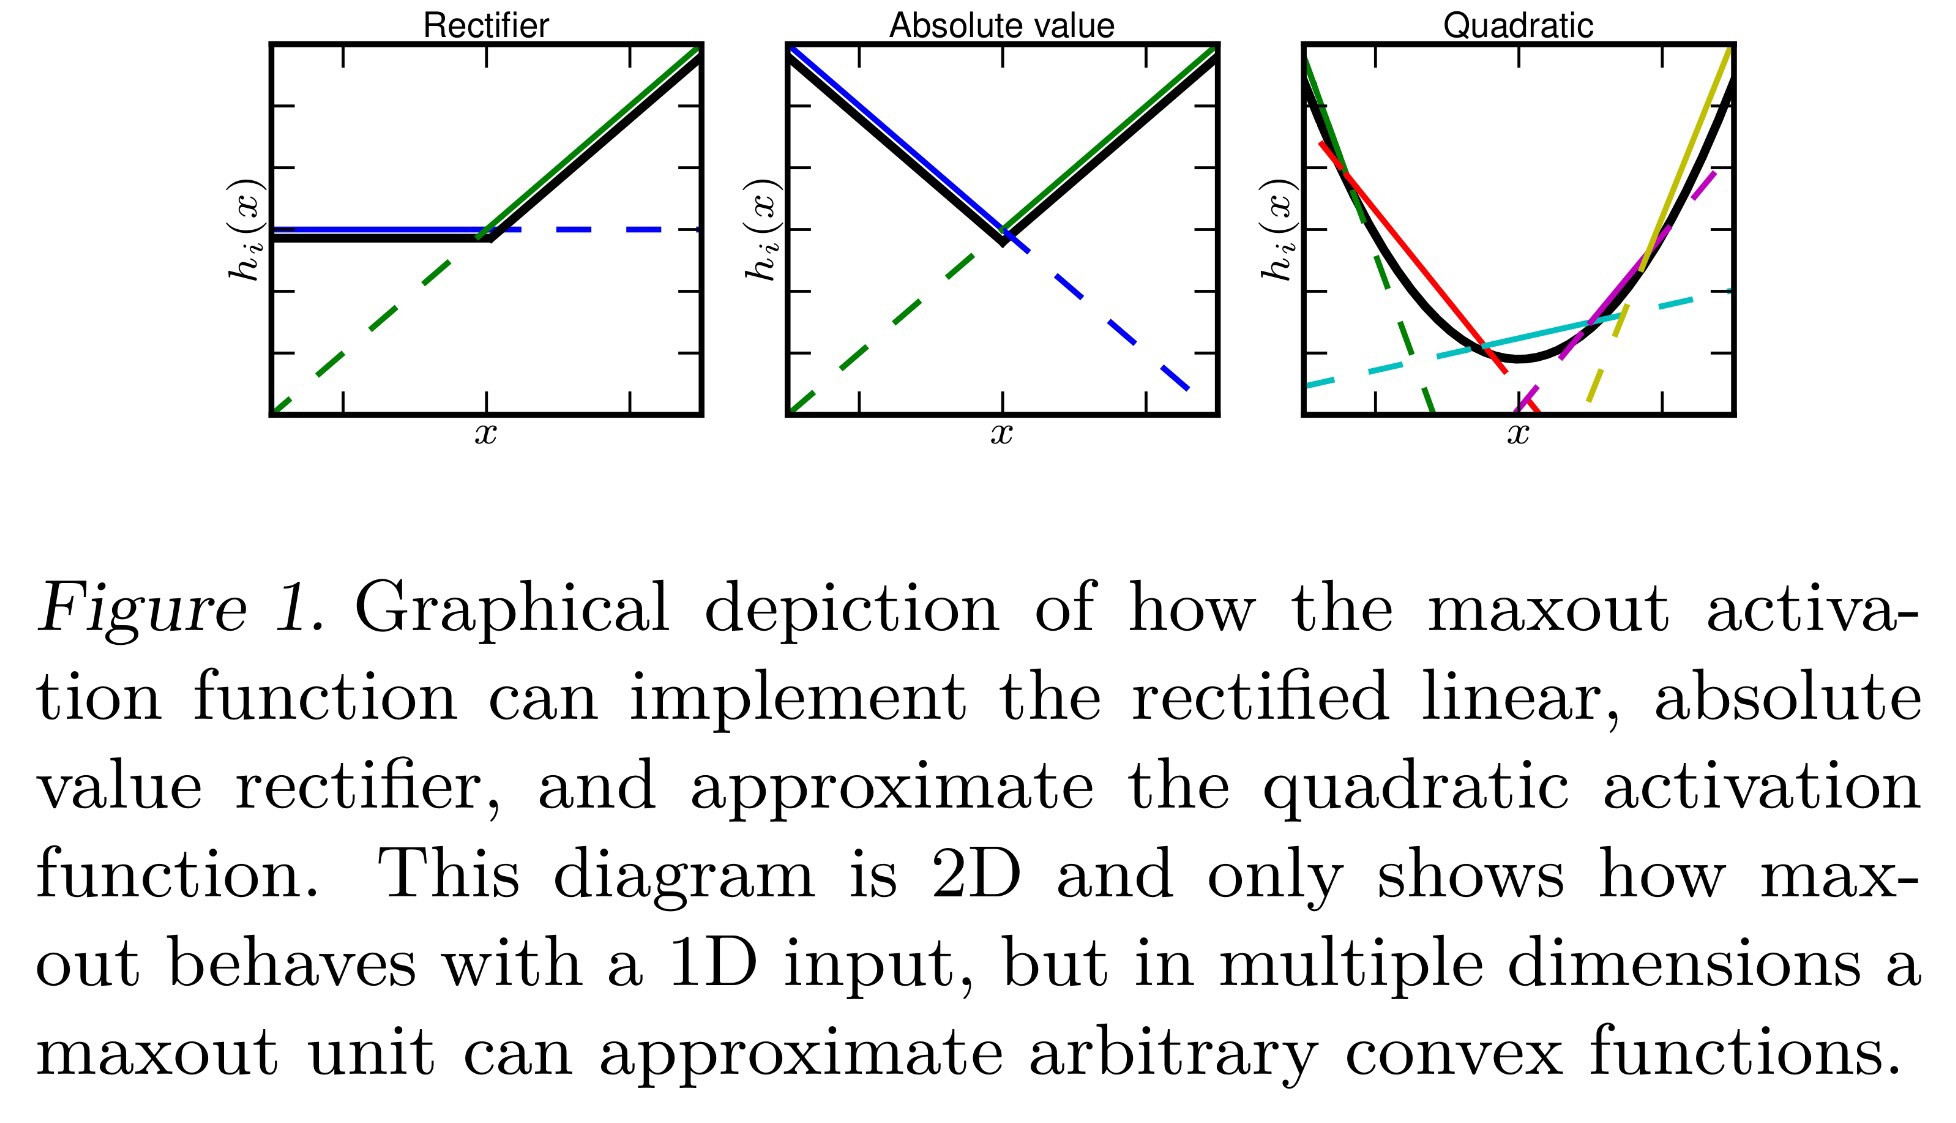 Rectifier
Absolute value
Quadratic
h_i(x)
h_i(x)
h_i(x)
x
x
x
Figure 1. Graphical depiction of how the maxout activa-
tion function can implement the rectified linear, absolute
value rectifier, and approximate the quadratic activation
function. This diagram is 2D and only shows how max-
out behaves with a 1D input, but in multiple dimensions a
maxout unit can approximate arbitrary convex functions.